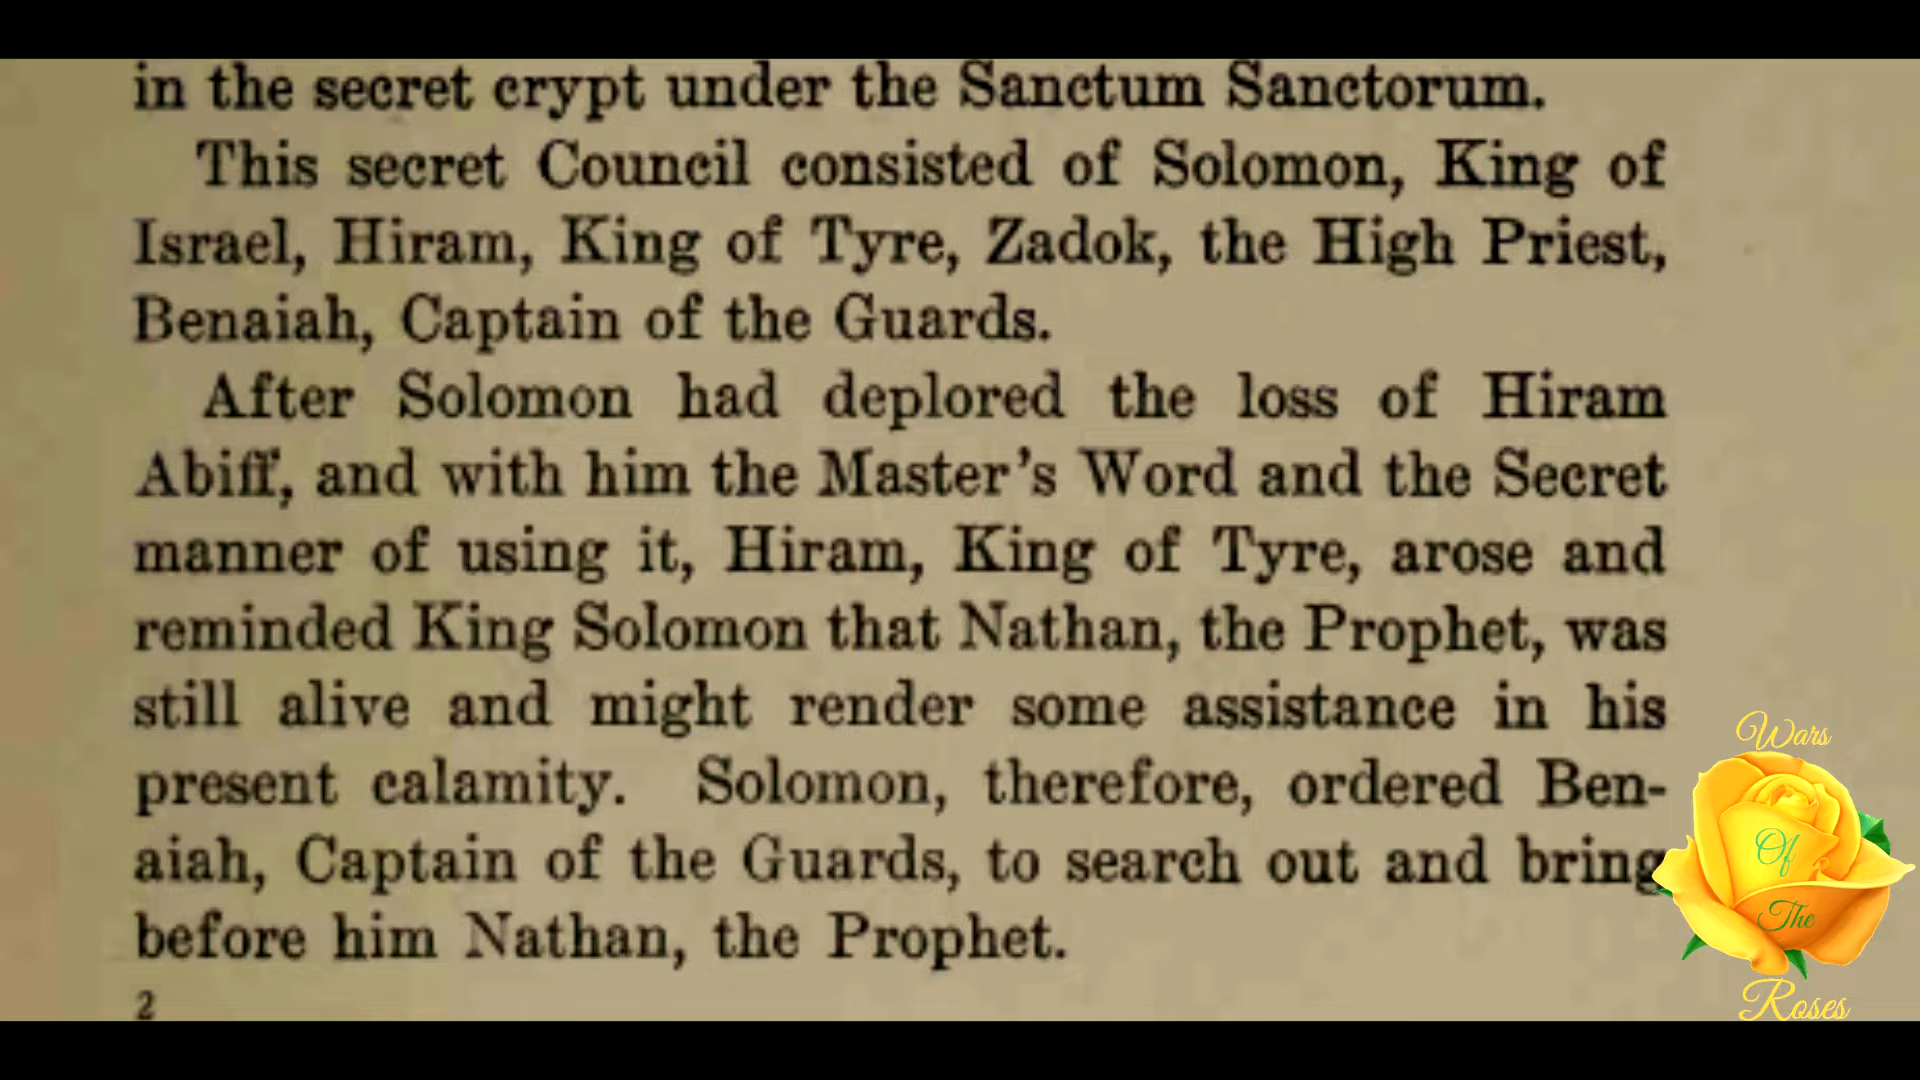 in the secret crypt under the Sanctum Sanctorum.
This secret Council consisted of Solomon, King of
Israel, Hiram, King of Tyre, Zadok, the High Priest,
Benaiah, Captain of the Guards.
After Solomon had deplored the loss of Hiram
Abiff, and with him the Master's Word and the Secret
manner of using it, Hiram, King of Tyre, arose and
reminded King Solomon that Nathan, the Prophet, was
still alive and might render some assistance in his
present calamity. Solomon, therefore, ordered Ben-
aiah, Captain of the Guards, to search out and bring
before him Nathan, the Prophet.
2
Wars
Of
The
Roses